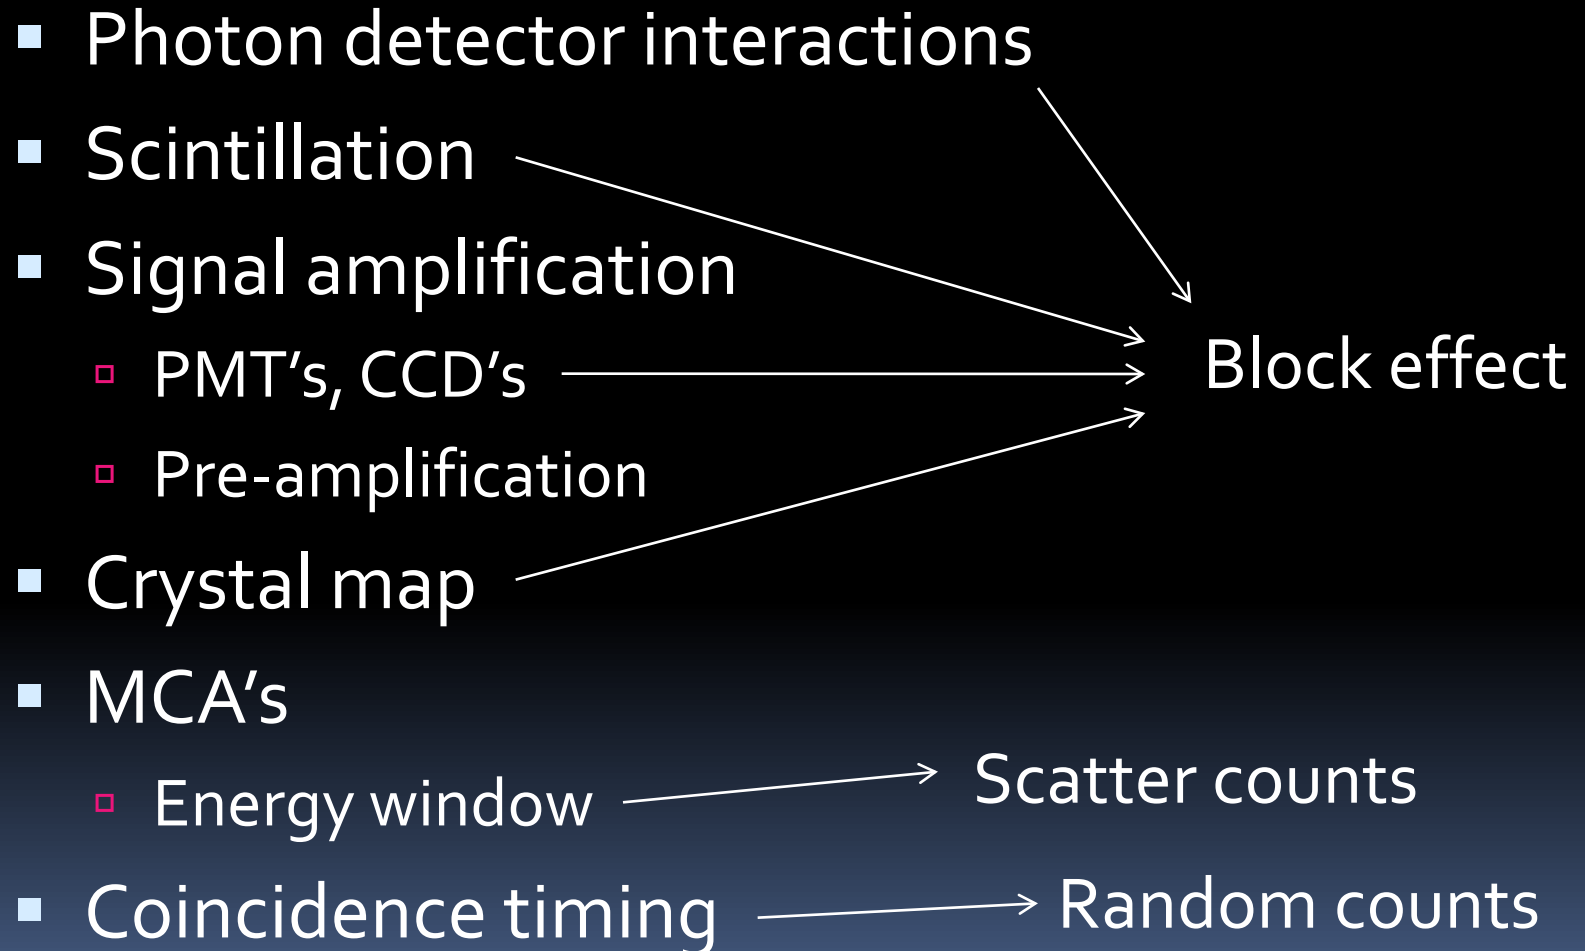 Photon detector interactions
Scintillation
Signal amplification
PMT's, CCD's
Block effect
Pre-amplification
Crystal map
MCA's
Energy window
Scatter counts
Coincidence timing
Random counts